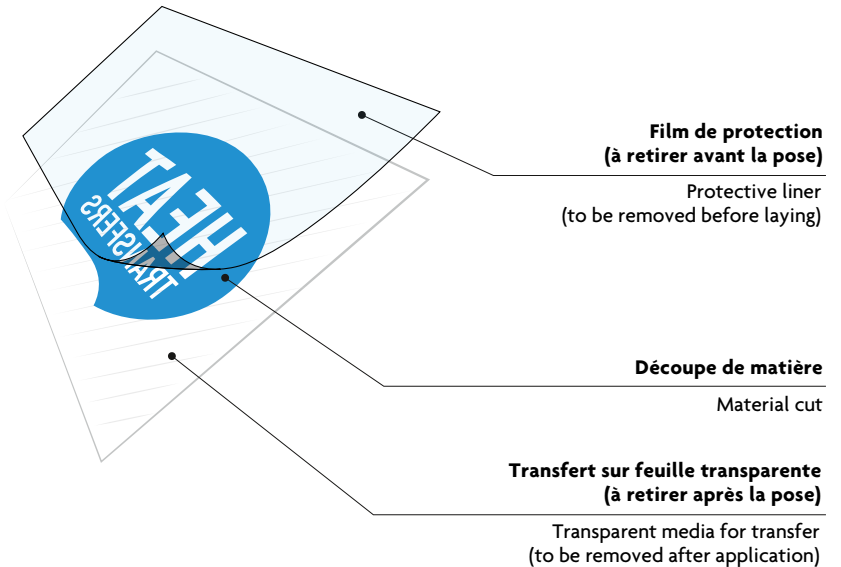 HEAT
TRANSFERS
Film de protection
(à retirer avant la pose)
Protective liner
(to be removed before laying)
Découpe de matière
Material cut
Transfert sur feuille transparente
(à retirer après la pose)
Transparent media for transfer
(to be removed after application)